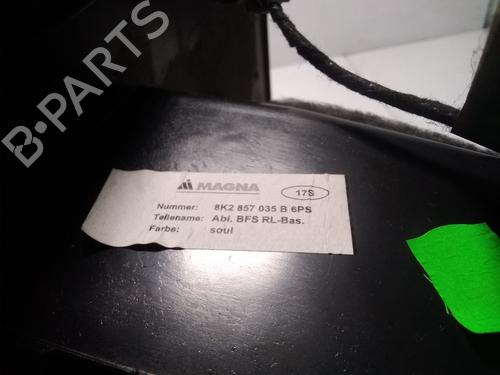 B-PARTS
MAGNA
17S
Nummer: 8K2 857 035 B 6PS
Teilename: Abl. BFS RL-Bas.
Farbe: soul